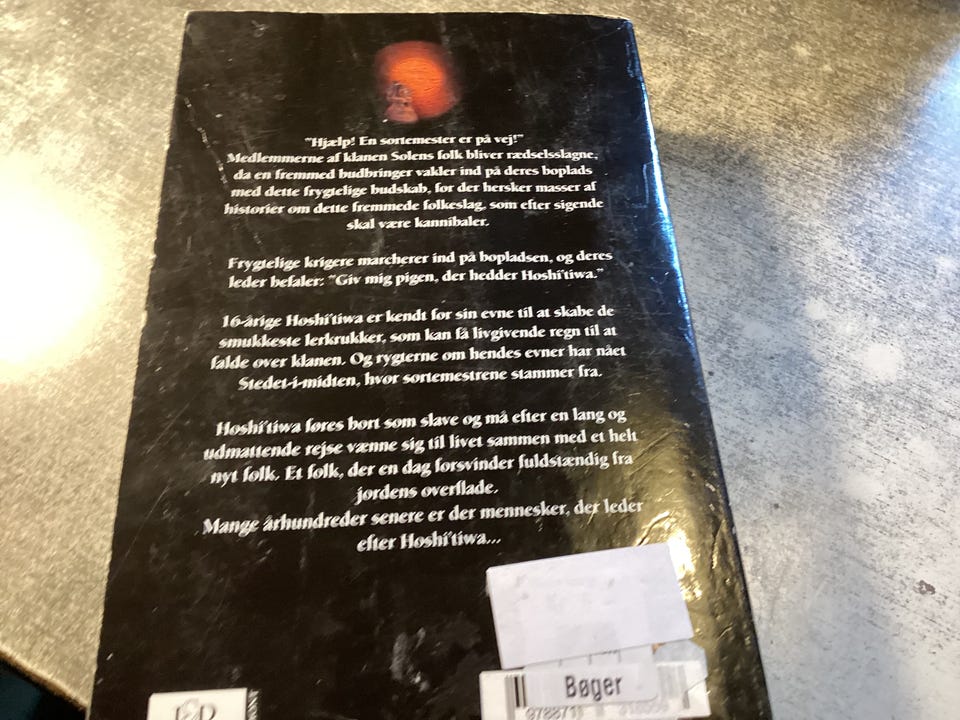 "Hjælp! En sortemester er på vej!"
Medlemmerne af klanen Solens folk bliver rædselsslagne,
da en fremmed budbringer vakler ind på deres boplads
med dette frygtelige budskab, for der hersker masser af
historier om dette fremmede folkeslag, som efter sigende
skal være kannibaler.
Frygtelige krigere marcherer ind på bopladsen, og deres
leder befaler: "Giv mig pigen, der hedder Hoshi'tiwa."
16-årige Hoshi'tiwa er kendt for sin evne til at skabe de
smukkeste lerkrukker, som kan få livgivende regn til at
falde over klanen. Og rygterne om hendes evner har nået
Stedet-i-midten, hvor sortemestrene stammer fra.
Hoshi'tiwa føres bort som slave og må efter en lang og
udmattende rejse vænne sig til livet sammen med et helt
nyt folk. Et folk, der en dag forsvinder fuldstændig fra
jordens overflade.
Mange århundreder senere er der mennesker, der leder
efter Hoshi'tiwa...
Bøger
978871